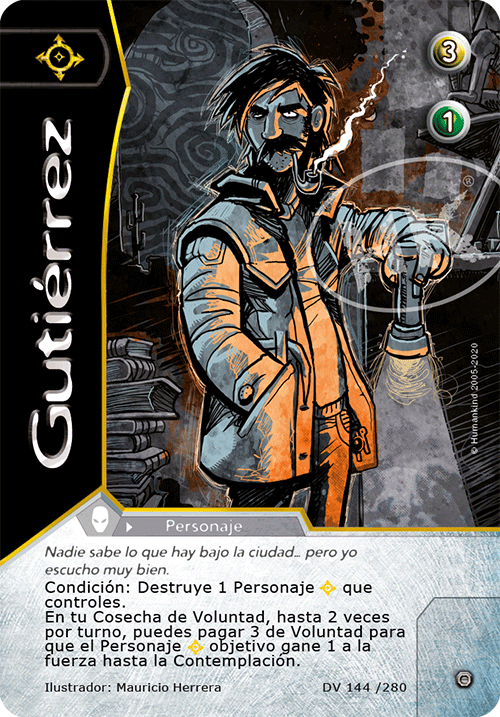 3
1
Gutiérrez
®
© Humankind 2005-2020
Personaje
Nadie sabe lo que hay bajo la ciudad... pero yo
escucho muy bien.
Condición: Destruye 1 Personaje que
controles.
En tu Cosecha de Voluntad, hasta 2 veces
por turno, puedes pagar 3 de Voluntad para
que el Personaje objetivo gane 1 a la
fuerza hasta la Contemplación.
Ilustrador: Mauricio Herrera DV 144 /280